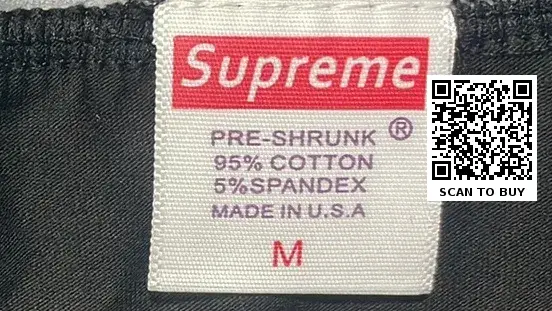 Supreme
PRE-SHRUNK ®
95% COTTON
5%SPANDEX
MADE IN U.S.A
M
SCAN TO BUY